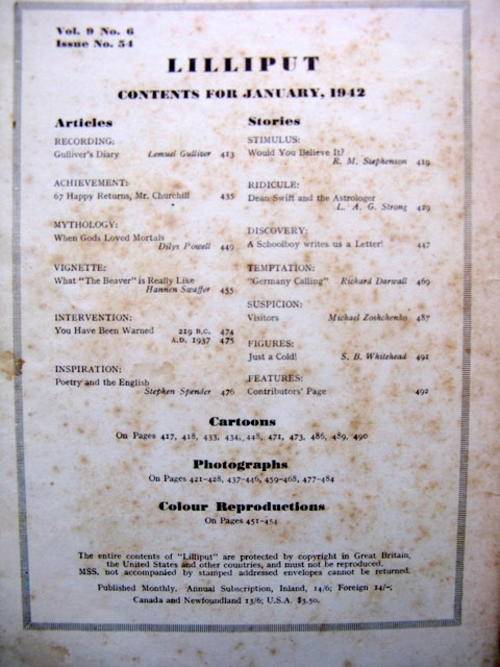 Vol. 9 No. 6
Issue No. 54
LILLIPUT
CONTENTS FOR JANUARY, 1942
Articles
RECORDING:
Gulliver's Diary Lemuel Gulliver 413
ACHIEVEMENT:
67 Happy Returns, Mr. Churchill 435
MYTHOLOGY:
When Gods Loved Mortals
Dilys Powell 449
VIGNETTE:
What "The Beaver" is Really Like
Hannen Swaffer 455
INTERVENTION:
You Have Been Warned 219 B.C. 474
A.D. 1937 475
INSPIRATION:
Poetry and the English
Stephen Spender 476
Stories
STIMULUS:
Would You Believe It?
R. M. Stephenson 419
RIDICULE:
Dean Swift and the Astrologer
L. A. G. Strong 429
DISCOVERY:
A Schoolboy writes us a Letter! 447
TEMPTATION:
"Germany Calling" Richard Darwall 469
SUSPICION:
Visitors Michael Zoshchenko 487
FIGURES:
Just a Cold! S. B. Whitehead 491
FEATURES:
Contributors' Page 492
Cartoons
On Pages 417, 418, 433, 434, 448, 471, 473, 486, 489, 490
Photographs
On Pages 421-428, 437-446, 459-468, 477-484
Colour Reproductions
On Pages 451-454
The entire contents of "Lilliput" are protected by copyright in Great Britain,
the United States and other countries, and must not be reproduced.
MSS. not accompanied by stamped addressed envelopes cannot be returned.
Published Monthly. Annual Subscription, Inland, 14/6; Foreign 14/-;
Canada and Newfoundland 13/6; U.S.A. $3.50.